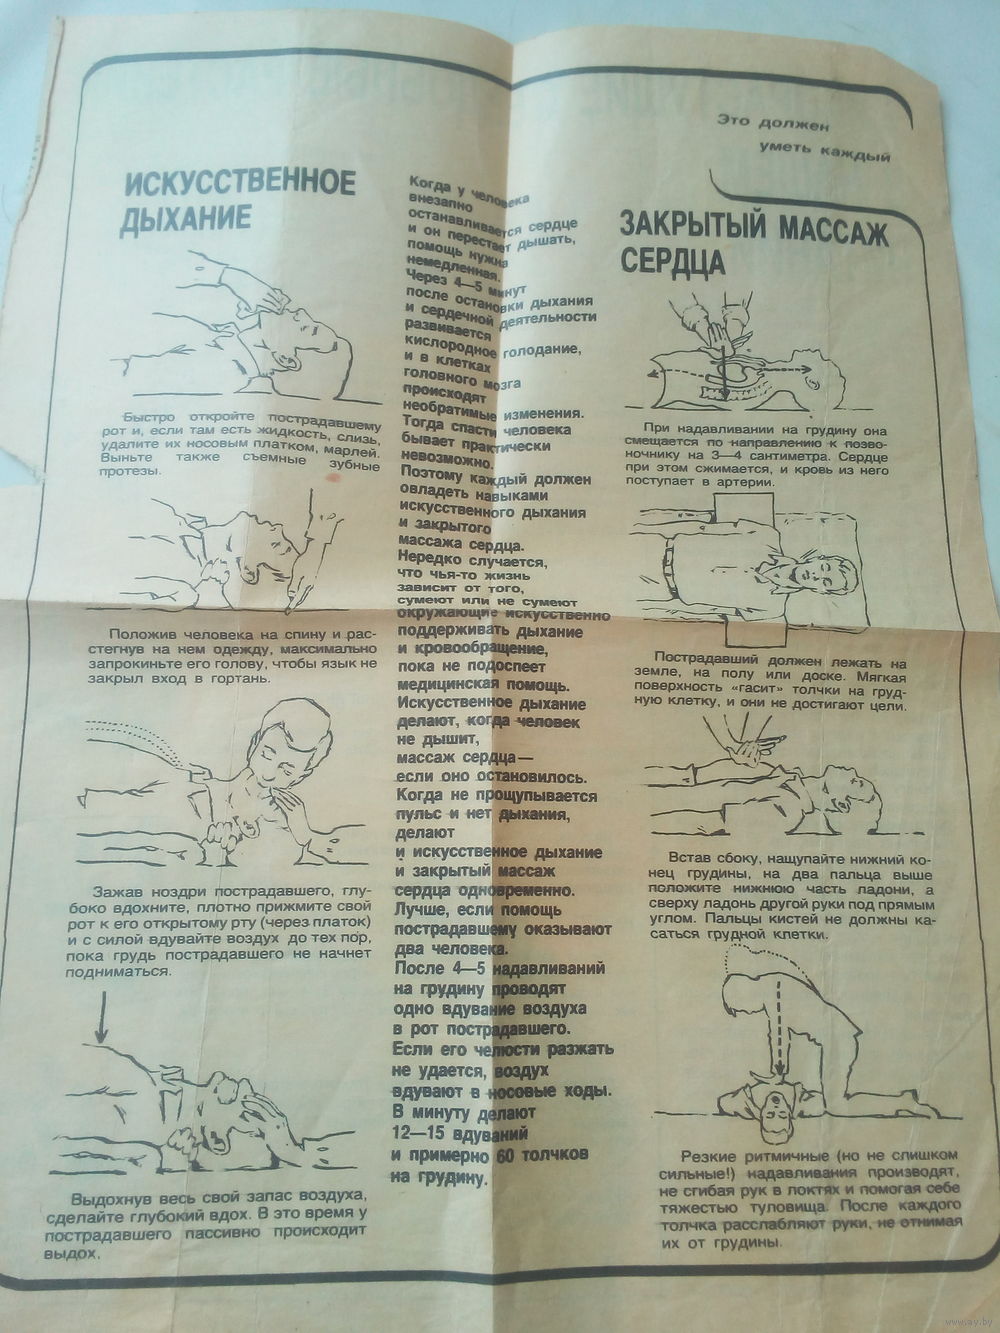 Это должен
уметь каждый
ИСКУССТВЕННОЕ
ДЫХАНИЕ
Быстро откройте пострадавшему
рот и, если там есть жидкость, слизь,
удалите их носовым платком, марлей.
Выньте также съемные зубные
протезы.
Положив человека на спину и рас-
стегнув на нем одежду, максимально
запрокиньте его голову, чтобы язык не
закрыл вход в гортань.
Зажав ноздри пострадавшего, глу-
боко вдохните, плотно прижмите свой
рот к его открытому рту (через платок)
и с силой вдувайте воздух до тех пор,
пока грудь пострадавшего не начнет
подниматься.
Выдохнув весь свой запас воздуха,
сделайте глубокий вдох. В это время у
пострадавшего пассивно происходит
выдох.
Когда у человека
внезапно
останавливается сердце
и он перестает дышать,
помощь нужна
немедленная.
Через 4—5 минут
после остановки дыхания
и сердечной деятельности
развивается
кислородное голодание,
и в клетках
головного мозга
происходят
необратимые изменения.
Тогда спасти человека
бывает практически
невозможно.
Поэтому каждый должен
овладеть навыками
искусственного дыхания
и закрытого
массажа сердца.
Нередко случается,
что чья-то жизнь
зависит от того,
сумеют или не сумеют
окружающие искусственно
поддерживать дыхание
и кровообращение,
пока не подоспеет
медицинская помощь.
Искусственное дыхание
делают, когда человек
не дышит,
массаж сердца—
если оно остановилось.
Когда не прощупывается
пульс и нет дыхания,
делают
и искусственное дыхание
и закрытый массаж
сердца одновременно.
Лучше, если помощь
пострадавшему оказывают
два человека.
После 4—5 надавливаний
на грудину проводят
одно вдувание воздуха
в рот пострадавшего.
Если его челюсти разжать
не удается, воздух
вдувают в носовые ходы.
В минуту делают
12—15 вдуваний
и примерно 60 толчков
на грудину.
ЗАКРЫТЫЙ МАССАЖ
СЕРДЦА
При надавливании на грудину она
смещается по направлению к позво-
ночнику на 3—4 сантиметра. Сердце
при этом сжимается, и кровь из него
поступает в артерии.
Пострадавший должен лежать на
земле, на полу или доске. Мягкая
поверхность «гасит» толчки на груд-
ную клетку, и они не достигают цели.
Встав сбоку, нащупайте нижний ко-
нец грудины, на два пальца выше
положите нижнюю часть ладони, а
сверху ладонь другой руки под прямым
углом. Пальцы кистей не должны ка-
саться грудной клетки.
Резкие ритмичные (но не слишком
сильные!) надавливания производят,
не сгибая рук в локтях и помогая себе
тяжестью туловища. После каждого
толчка расслабляют руки, не отнимая
их от грудины.
www.ay.by